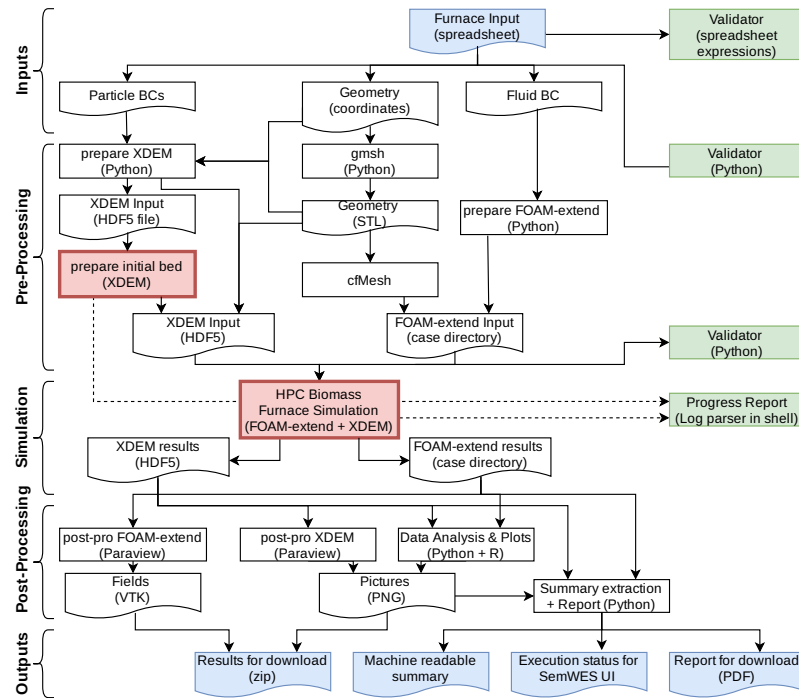 Furnace Input
(spreadsheet)
Validator
(spreadsheet
expressions)
Inputs
Particle BCs
Geometry
(coordinates)
Fluid BC
Pre-Processing
prepare XDEM
(Python)
gmsh
(Python)
Validator
(Python)
XDEM Input
(HDF5 file)
Geometry
(STL)
prepare FOAM-extend
(Python)
prepare initial bed
(XDEM)
cfMesh
XDEM Input
(HDF5)
FOAM-extend Input
(case directory)
Validator
(Python)
Simulation
HPC Biomass
Furnace Simulation
(FOAM-extend + XDEM)
Progress Report
(Log parser in shell)
XDEM results
(HDF5)
FOAM-extend results
(case directory)
Post-Processing
post-pro FOAM-extend
(Paraview)
post-pro XDEM
(Paraview)
Data Analysis & Plots
(Python + R)
Fields
(VTK)
Pictures
(PNG)
Summary extraction
+ Report (Python)
Outputs
Results for download
(zip)
Machine readable
summary
Execution status for
SemWES UI
Report for download
(PDF)